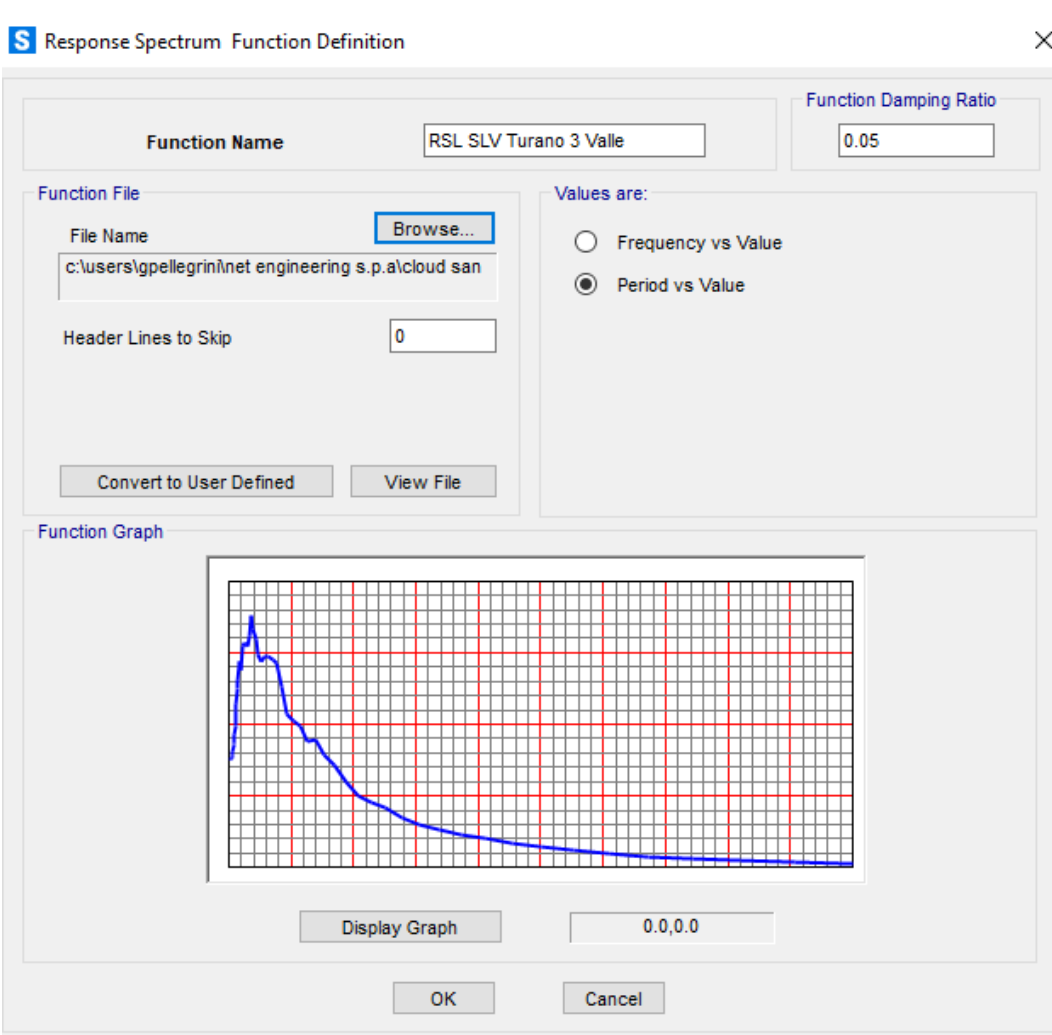 S Response Spectrum Function Definition
Function Damping Ratio
Function Name
RSL SLV Turano 3 Valle
0.05
Function File
Values are:
File Name
Browse...
c:\users\gpellegrini\net engineering s.p.a\cloud san
Frequency vs Value
Period vs Value
Header Lines to Skip
0
Convert to User Defined
View File
Function Graph
Display Graph
0.0,0.0
OK
Cancel